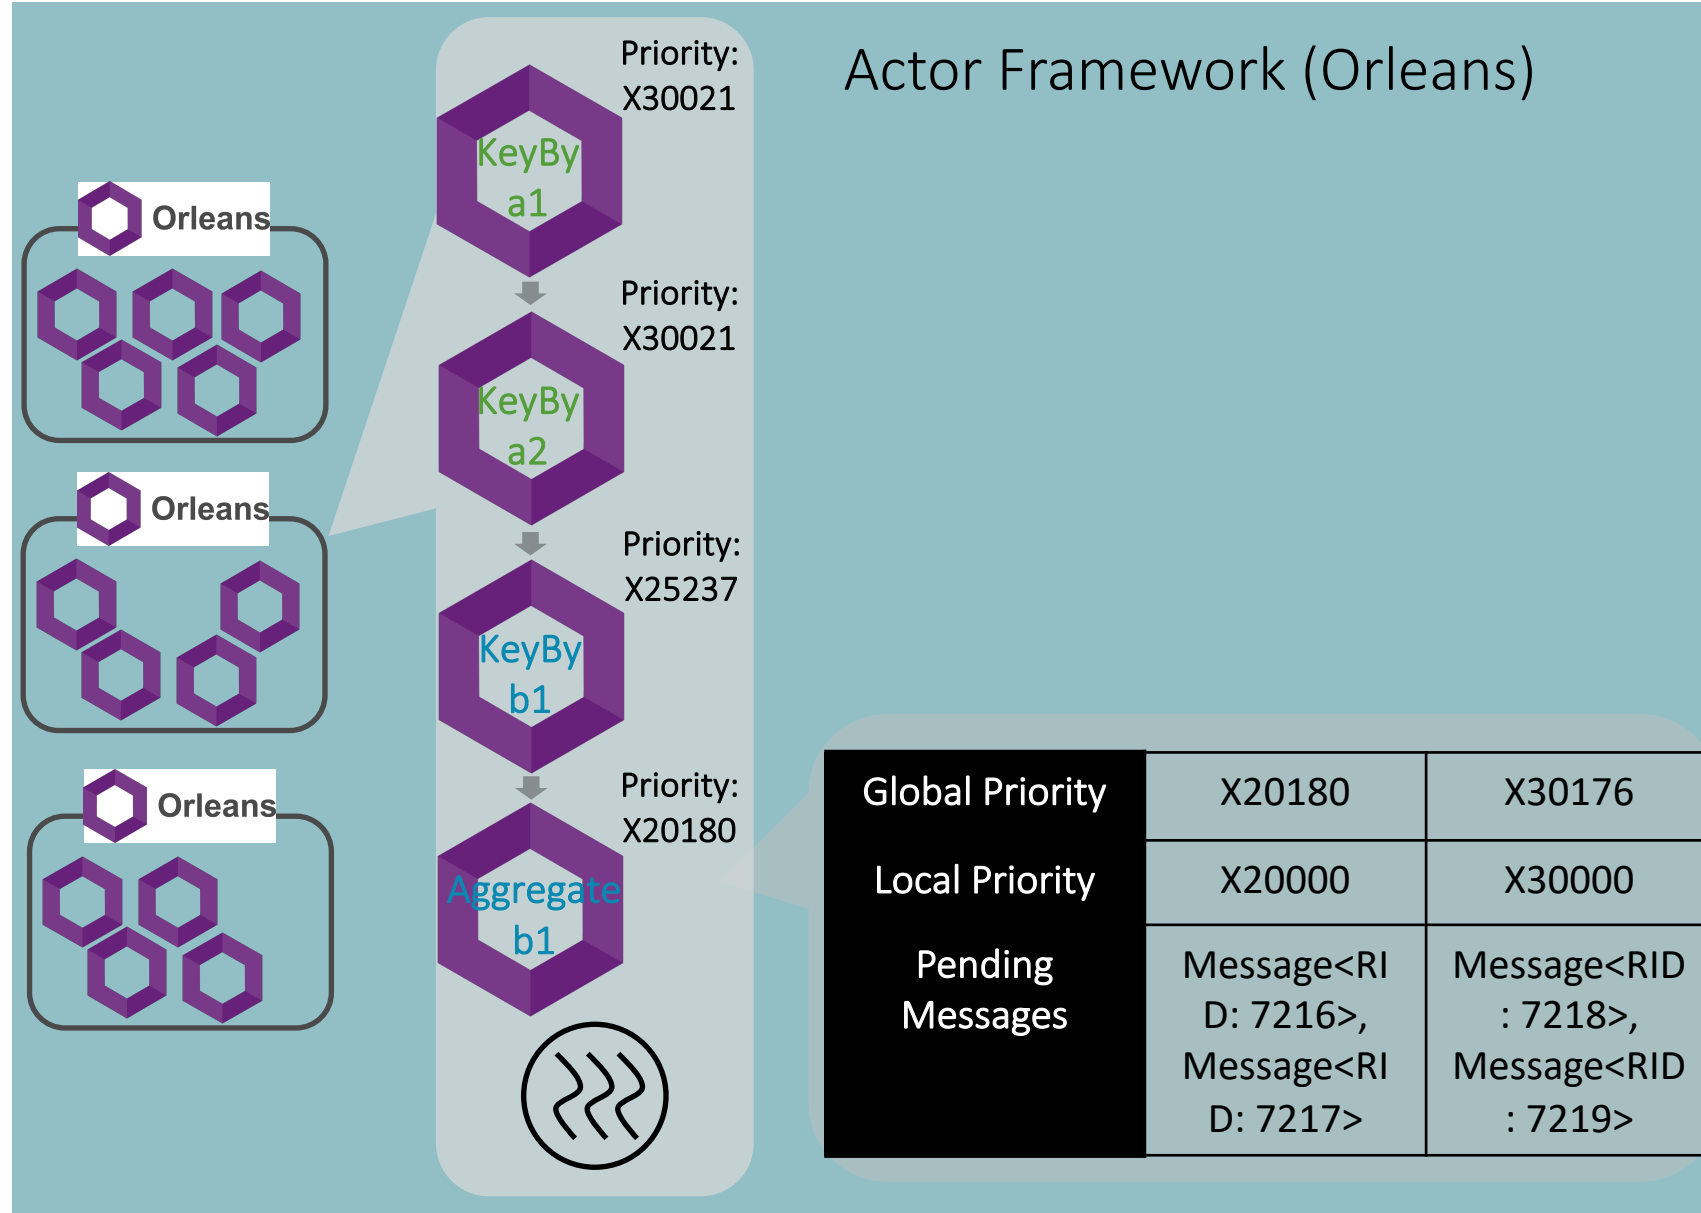 Actor Framework (Orleans)
Orleans
Orleans
Orleans
Priority:
X30021
KeyBy
a1
Priority:
X30021
KeyBy
a2
Priority:
X25237
KeyBy
b1
Priority:
X20180
Aggregate
b1
Global Priority X20180 X30176
Local Priority X20000 X30000
Pending
Messages
Message<RI
D: 7216>,
Message<RI
D: 7217>
Message<RID
: 7218>,
Message<RID
: 7219>